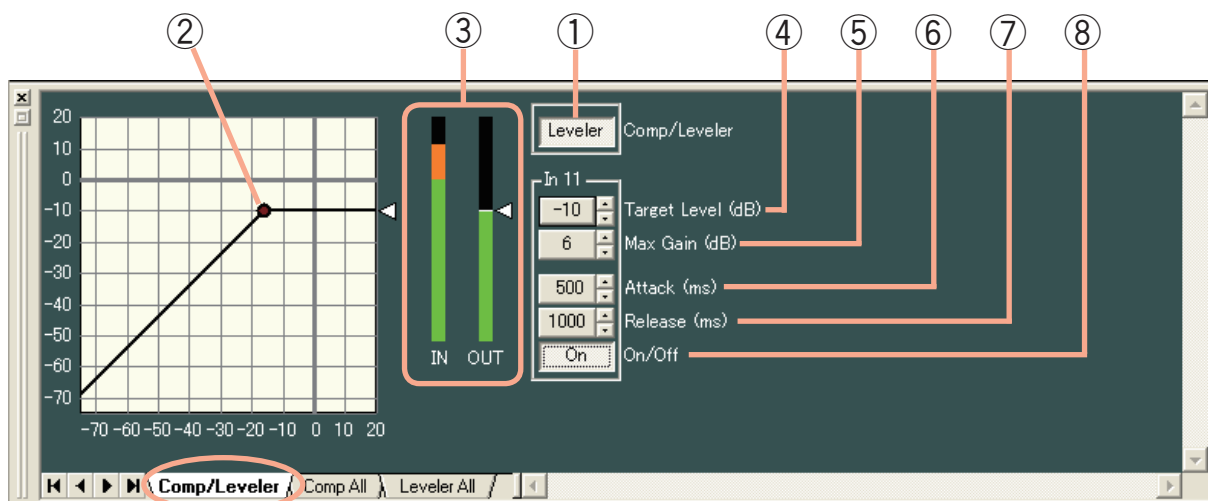 ② ③ ① ④ ⑤ ⑥ ⑦ ⑧
20
10
0
-10
-20
-30
-40
-50
-60
-70
-70 -60 -50 -40 -30 -20 -10 0 10 20
IN OUT
Leveler Comp/Leveler
In 11
-10 Target Level (dB)
6 Max Gain (dB)
500 Attack (ms)
1000 Release (ms)
On On/Off
Comp/Leveler Comp All Leveler All